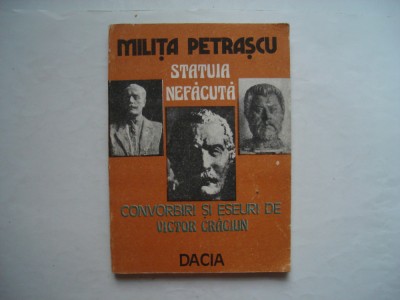 MILIȚA PETRAȘCU
STATUIA
NEFĂCUTĂ
CONVORBIRI ȘI ESEURI DE
VICTOR CRĂCIUN
DACIA